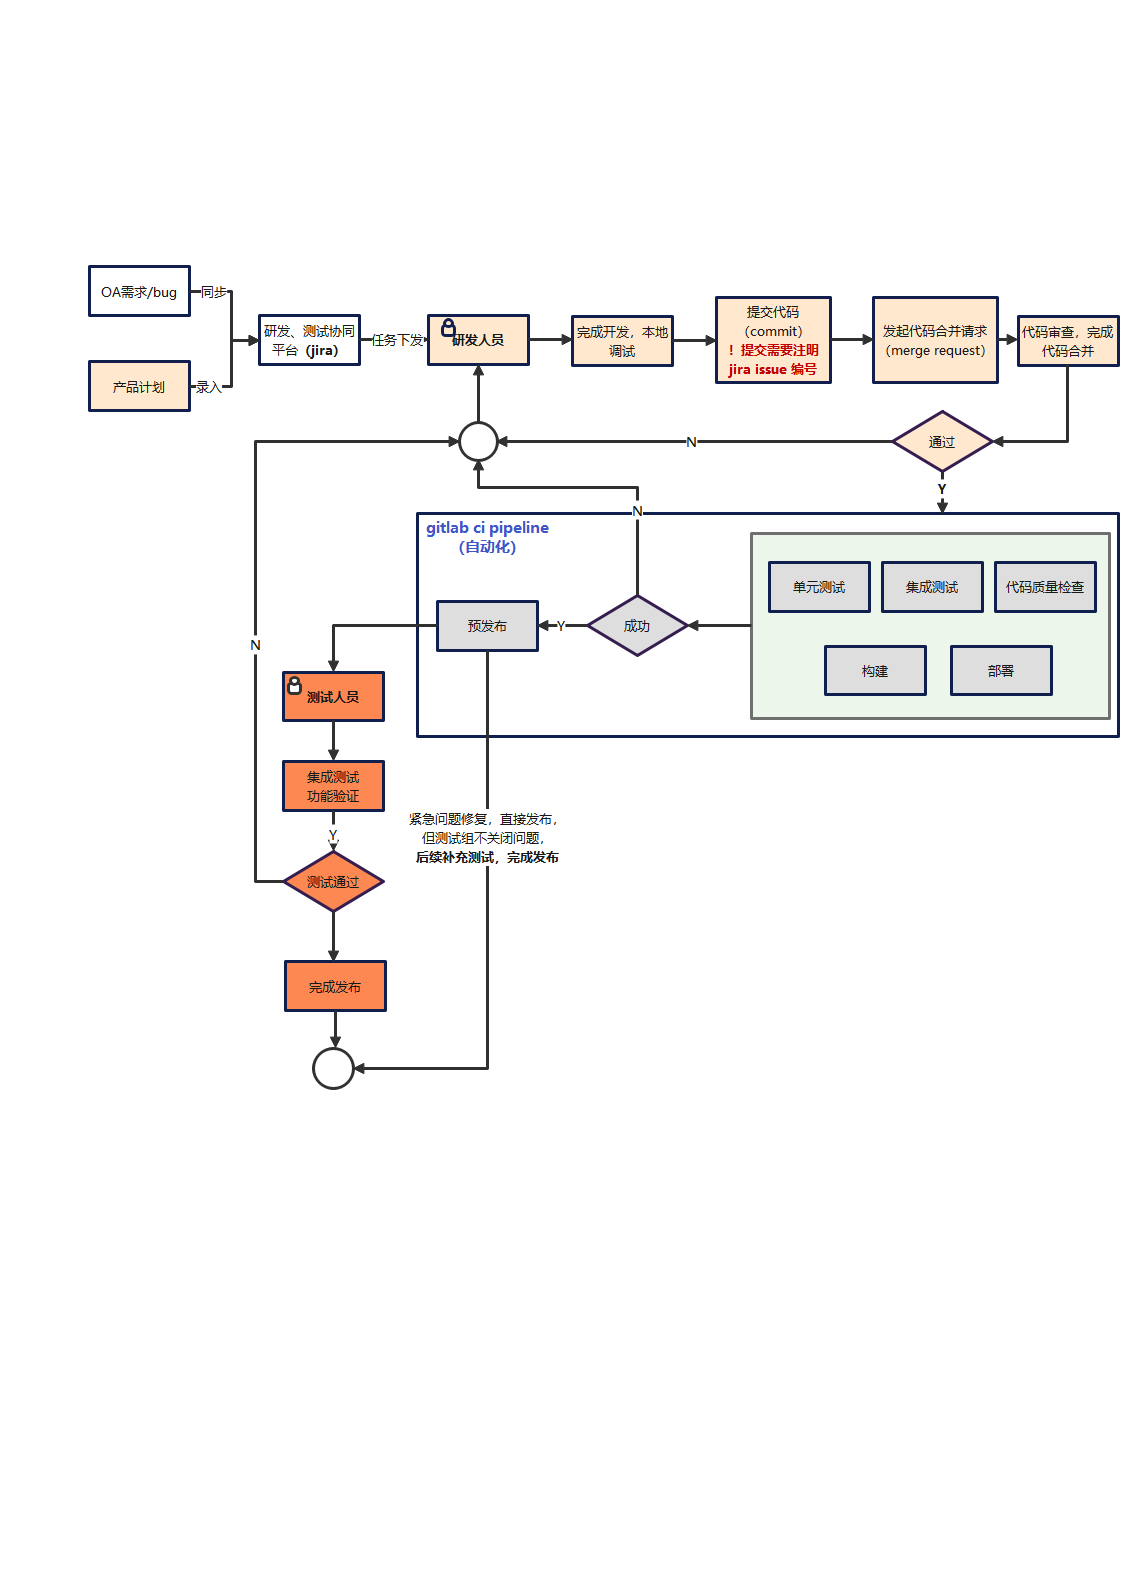 OA需求/bug
同步
产品计划
录入
研发、测试协同
平台（jira）
任务下发
研发人员
完成开发，本地
调试
提交代码
（commit）
！提交需要注明
jira issue 编号
发起代码合并请求
（merge request）
代码审查，完成
代码合并
通过
N
Y
gitlab ci pipeline
（自动化）
N
单元测试
集成测试
代码质量检查
构建
部署
成功
Y
预发布
N
测试人员
集成测试
功能验证
Y
测试通过
紧急问题修复，直接发布，
但测试组不关闭问题，
后续补充测试，完成发布
完成发布